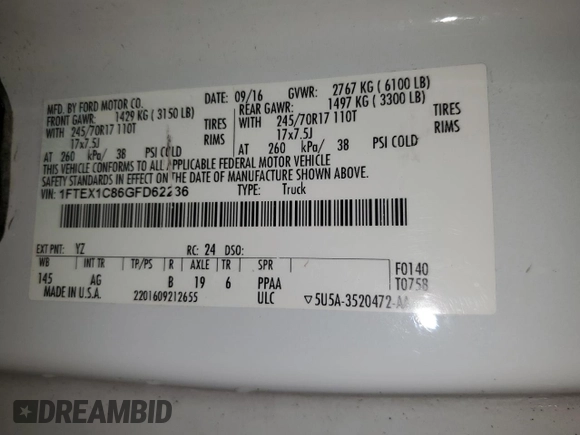 MFD. BY FORD MOTOR CO.
DATE: 09/16 GVWR: 2767 KG ( 6100 LB)
FRONT GAWR: 1429 KG ( 3150 LB) REAR GAWR: 1497 KG ( 3300 LB)
WITH 245/70R17 110T TIRES WITH 245/70R17 110T TIRES
17x7.5J RIMS 17x7.5J RIMS
AT 260 kPa/ 38 PSI COLD AT 260 kPa/ 38 PSI COLD
THIS VEHICLE CONFORMS TO ALL APPLICABLE FEDERAL MOTOR VEHICLE
SAFETY STANDARDS IN EFFECT ON THE DATE OF MANUFACTURE SHOWN ABOVE.
VIN: 1FTEX1C86GFD62236 TYPE: Truck
EXT PNT: YZ RC: 24 DSO:
WB INT TR TP/PS R AXLE TR SPR F0140
145 AG B 19 6 PPAA T0758
MADE IN U.S.A. 2201609212655 ULC ▽5U5A-3520472-AA
DREAMBID